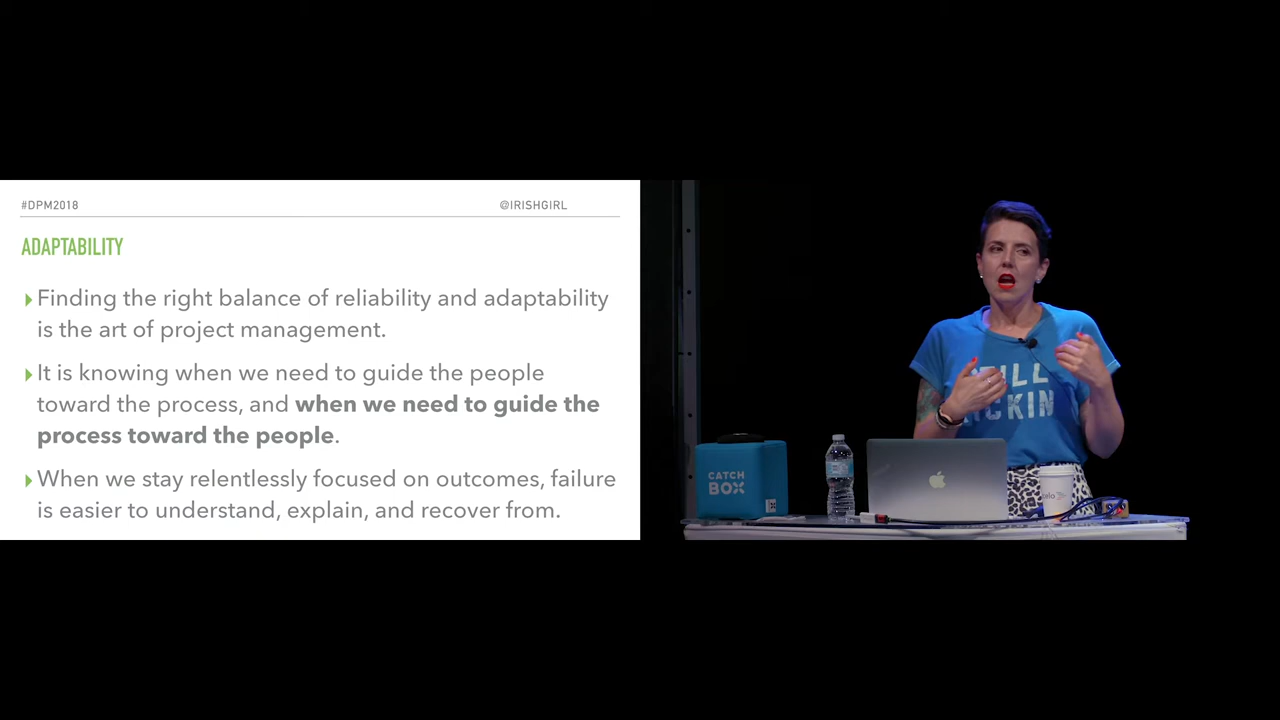 #DPM2018
@IRISHGIRL
ADAPTABILITY
Finding the right balance of reliability and adaptability
is the art of project management.
It is knowing when we need to guide the people
toward the process, and when we need to guide the
process toward the people.
When we stay relentlessly focused on outcomes, failure
is easier to understand, explain, and recover from.
CATCH
BOX